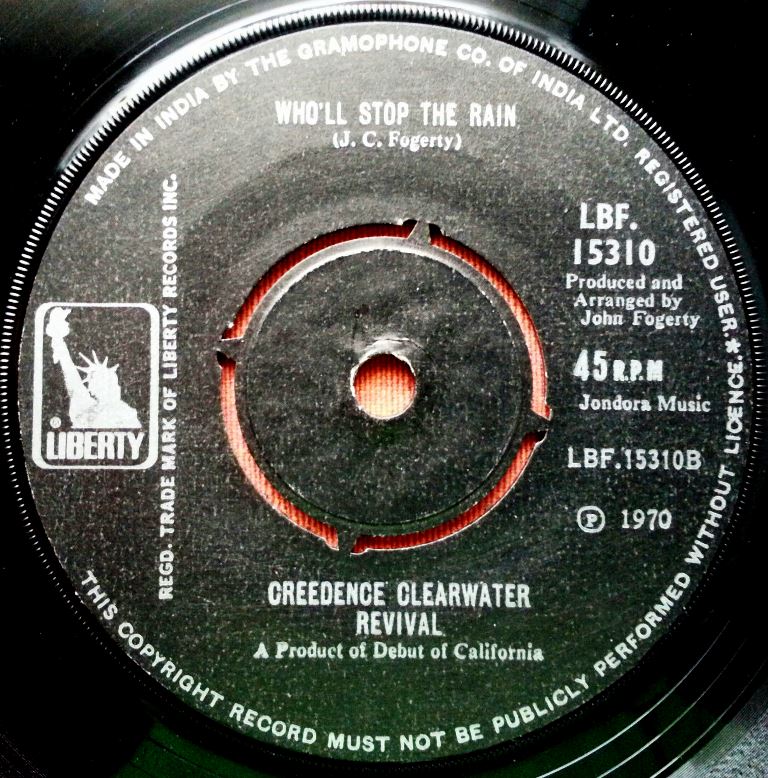 MADE IN INDIA BY THE GRAMOPHONE CO. OF INDIA LTD. REGISTERED USER.*
WHO'LL STOP THE RAIN
(J. C. Fogerty)
LBF.
15310
Produced and
Arranged by
John Fogerty
45 R.P.M
Jondora Music
LBF.15310B
℗ 1970
® LIBERTY
REGD. TRADE MARK OF LIBERTY RECORDS INC.
CREEDENCE CLEARWATER
REVIVAL
A Product of Debut of California
THIS COPYRIGHT RECORD MUST NOT BE PUBLICLY PERFORMED WITHOUT LICENCE.*